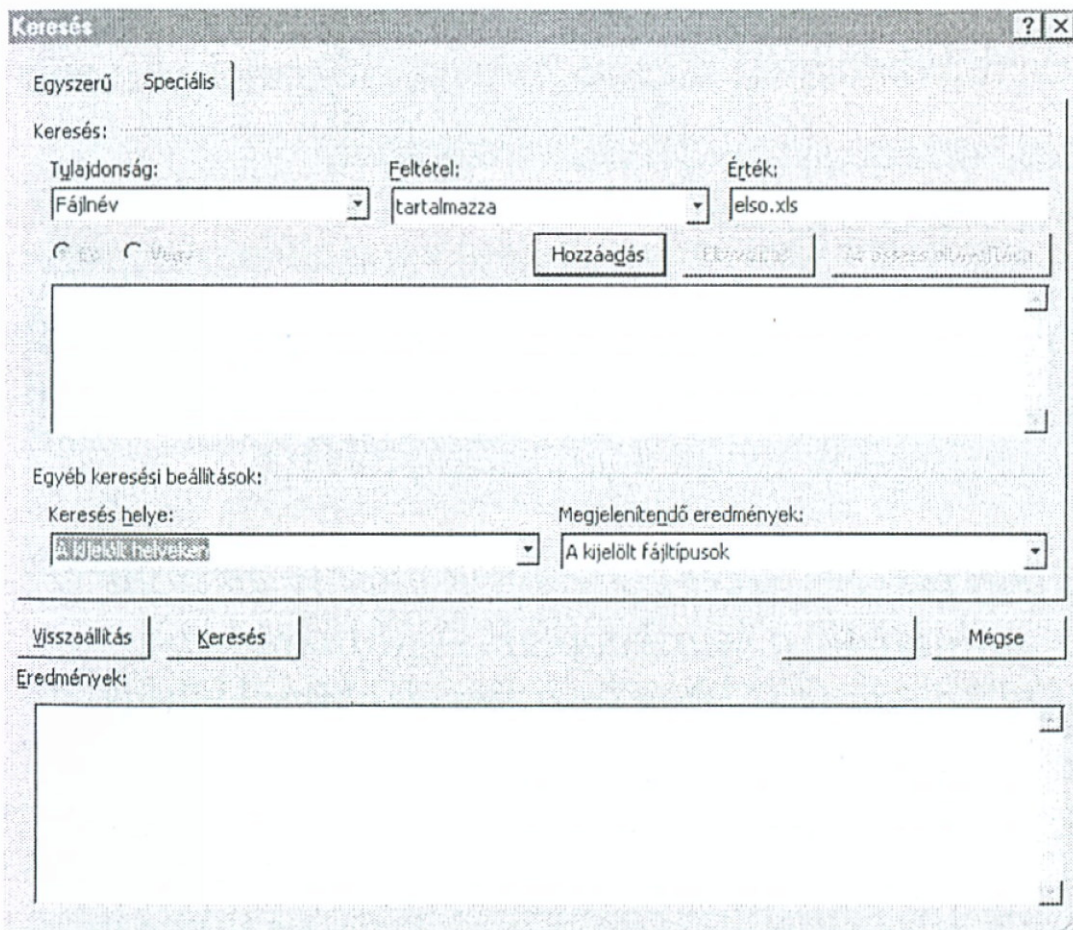 Keresés
Egyszerű Speciális
Keresés:
Tulajdonság: Feltétel: Érték:
Fájlnév tartalmazza elso.xls
Hozzáadás
Egyéb keresési beállítások:
Keresés helye: Megjelenítendő eredmények:
A kijelölt helyeken A kijelölt fájltípusok
Visszaállítás Keresés Mégse
Eredmények: